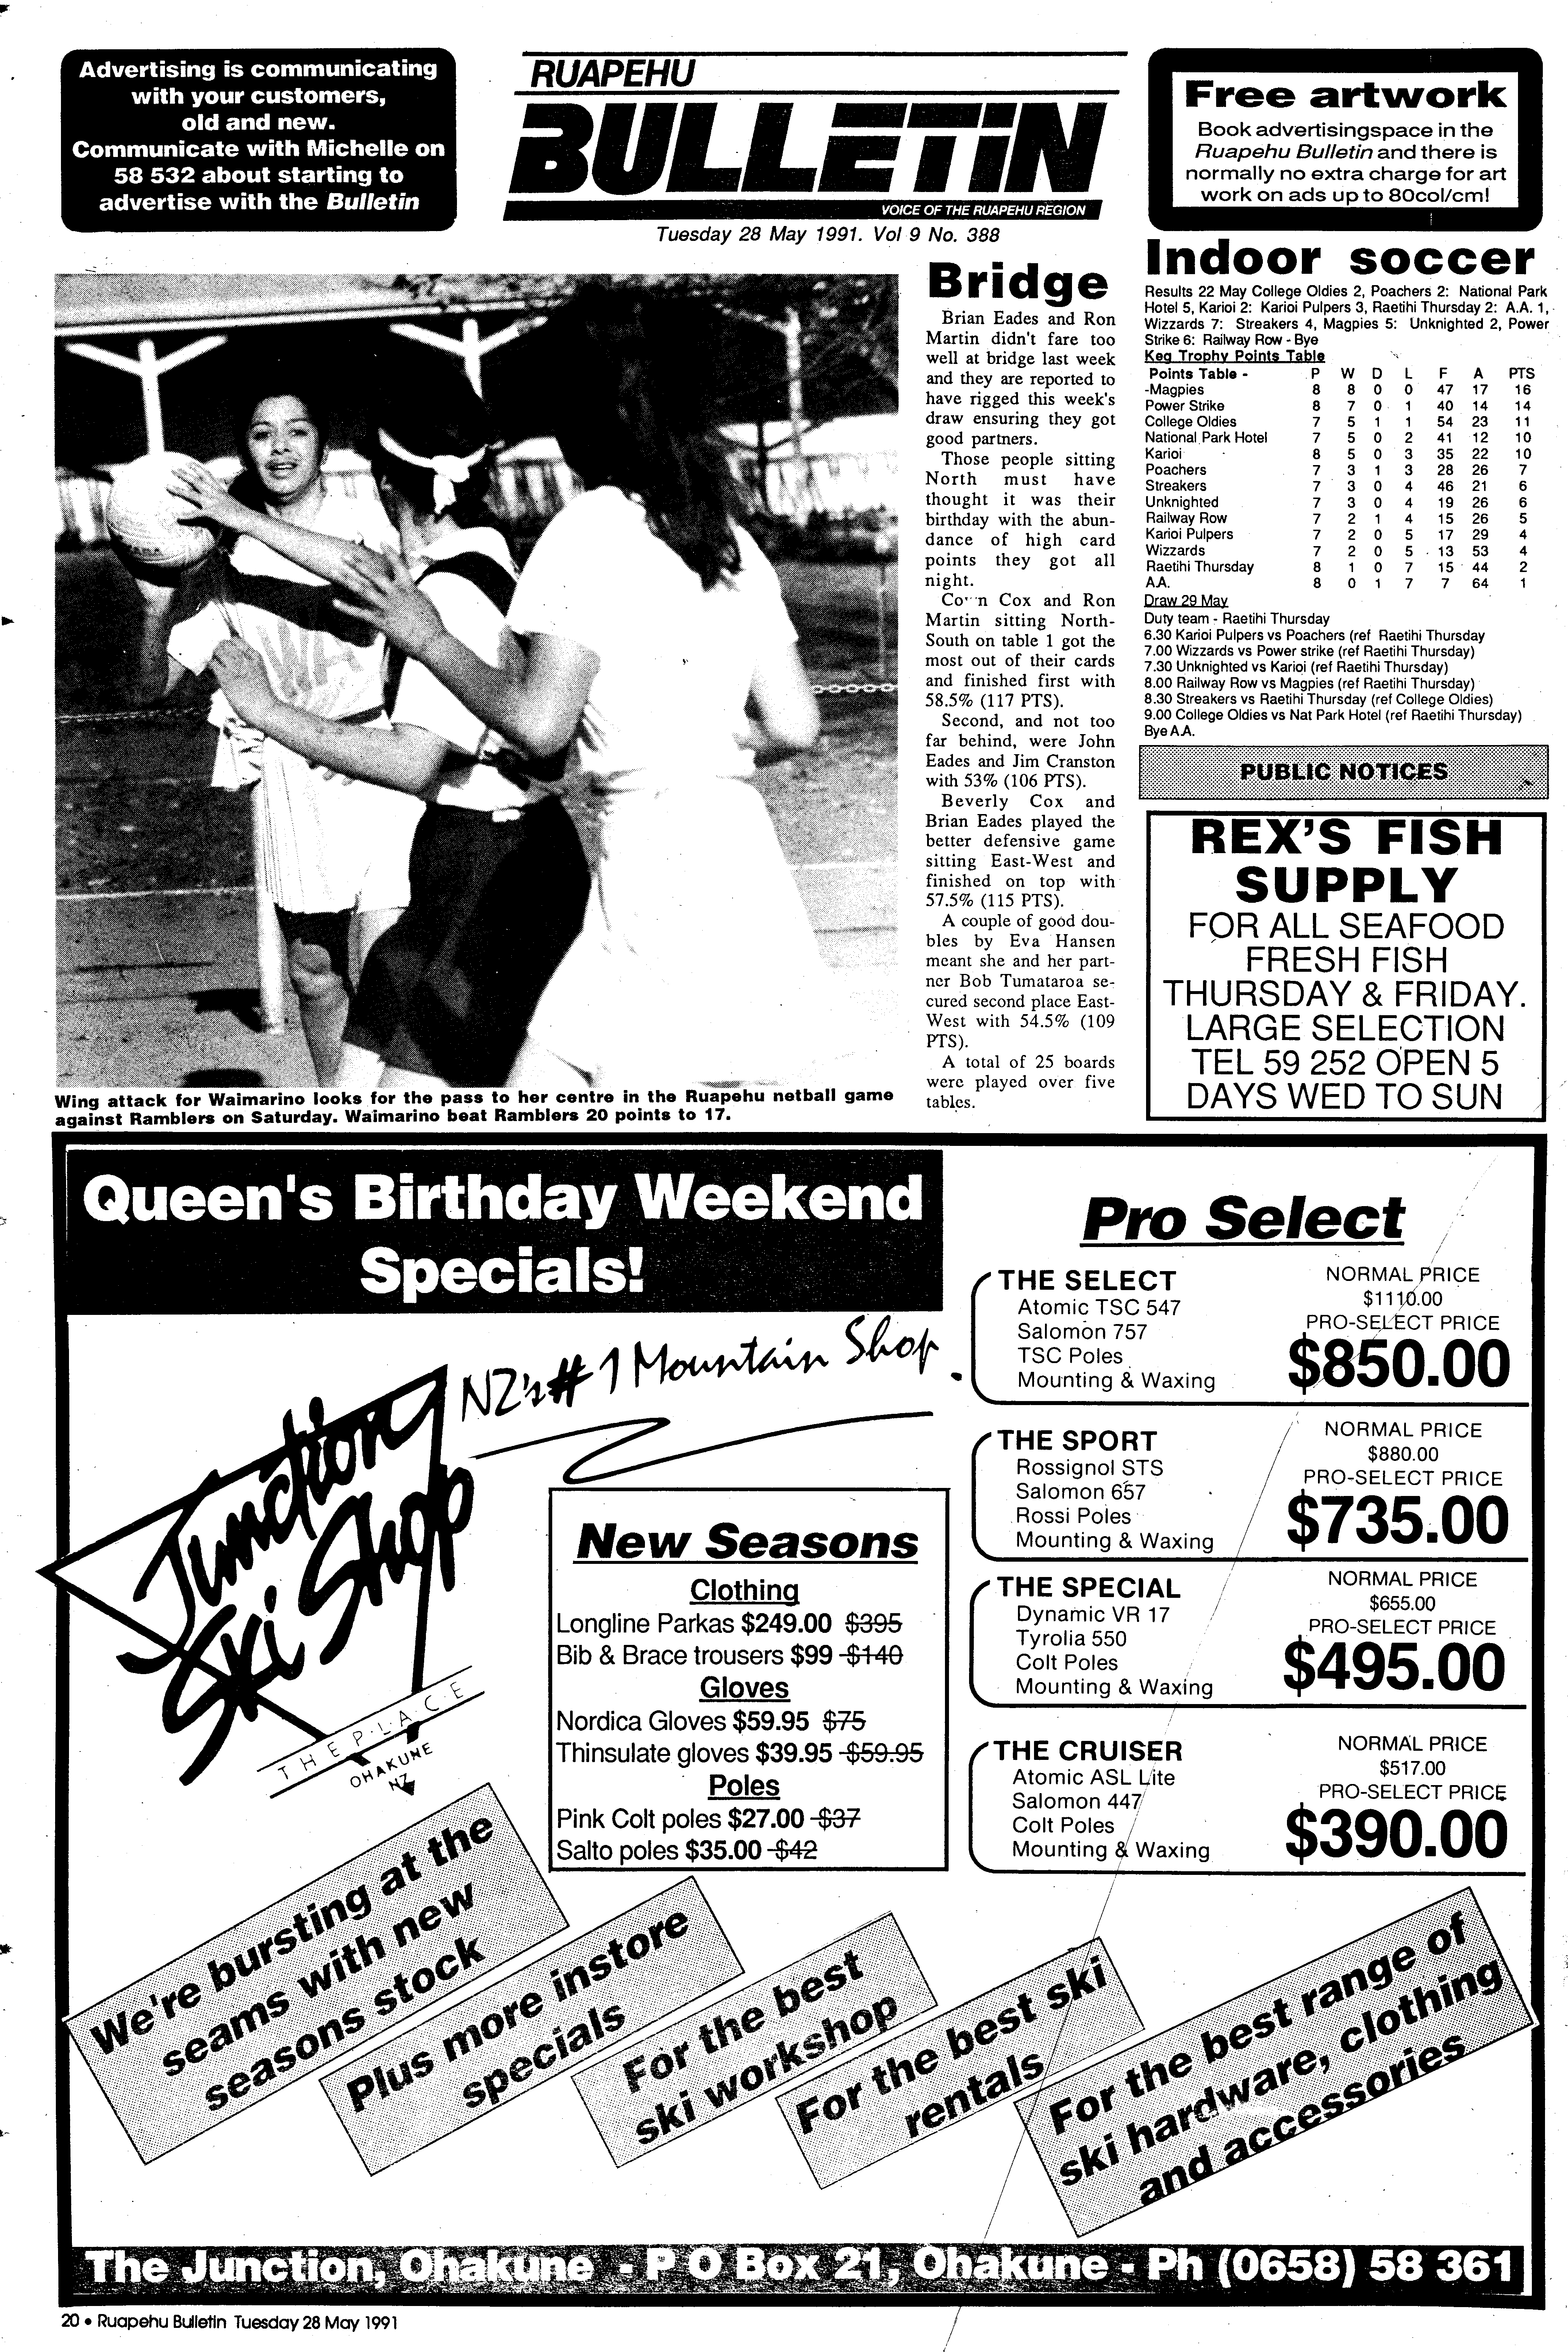 Advertising is communicating
with your customers,
old and new.
Communicate with Michelle on
58 532 about starting to
advertise with the Bulletin
RUAPEHU
BULLETIN
VOICE OF THE RUAPEHU REGION
Tuesday 28 May 1991. Vol 9 No. 388
Free artwork
Book advertisingspace in the
Ruapehu Bulletin and there is
normally no extra charge for art
work on ads up to 80col/cm!
WA
Wing attack for Waimarino looks for the pass to her centre in the Ruapehu netball game
against Ramblers on Saturday. Waimarino beat Ramblers 20 points to 17.
Bridge
Brian Eades and Ron
Martin didn't fare too
well at bridge last week
and they are reported to
have rigged this week's
draw ensuring they got
good partners.
Those people sitting
North must have
thought it was their
birthday with the abun-
dance of high card
points they got all
night.
Cox and Ron
Martin sitting North-
South on table 1 got the
most out of their cards
and finished first with
58.5% (117 PTS).
Second, and not too
far behind, were John
Eades and Jim Cranston
with 53% (106 PTS).
Beverly Cox and
Brian Eades played the
better defensive game
sitting East-West and
finished on top with
57.5% (115 PTS).
A couple of good dou-
bles by Eva Hansen
meant she and her part-
ner Bob Tumataroa se-
cured second place East-
West with 54.5% (109
PTS).
A total of 25 boards
were played over five
tables.
Indoor soccer
Results 22 May College Oldies 2, Poachers 2: National Park
Hotel 5, Karioi 2: Karioi Pulpers 3, Raetihi Thursday 2: A.A. 1,
Wizzards 7: Streakers 4, Magpies 5: Unknighted 2, Power
Strike 6: Railway Row - Bye
Keg Trophy Points Table
Points Table - P W D L F A PTS
-Magpies 8 8 0 0 47 17 16
Power Strike 8 7 0 1 40 14 14
College Oldies 7 5 1 1 54 23 11
National Park Hotel 7 5 0 2 41 12 10
Karioi 8 5 0 3 35 22 10
Poachers 7 3 1 3 28 26 7
Streakers 7 3 0 4 46 21 6
Unknighted 7 3 0 4 19 26 6
Railway Row 7 2 1 4 15 26 5
Karioi Pulpers 7 2 0 5 17 29 4
Wizzards 7 2 0 5 13 53 4
Raetihi Thursday 8 1 0 7 15 44 2
A.A. 8 0 1 7 7 64 1
Draw 29 May
Duty team - Raetihi Thursday
6.30 Karioi Pulpers vs Poachers (ref Raetihi Thursday
7.00 Wizzards vs Power strike (ref Raetihi Thursday)
7.30 Unknighted vs Karioi (ref Raetihi Thursday)
8.00 Railway Row vs Magpies (ref Raetihi Thursday)
8.30 Streakers vs Raetihi Thursday (ref College Oldies)
9.00 College Oldies vs Nat Park Hotel (ref Raetihi Thursday)
Bye A.A.
PUBLIC NOTICES
REX'S FISH
SUPPLY
FOR ALL SEAFOOD
FRESH FISH
THURSDAY & FRIDAY.
LARGE SELECTION
TEL 59 252 OPEN 5
DAYS WED TO SUN
Queen's Birthday Weekend
Specials!
NZ's # 1 Mountain Shop.
Junction
Ski Shop
T H E P·L·A·C·E
OHAKUNE
NZ
New Seasons
Clothing
Longline Parkas $249.00 $395
Bib & Brace trousers $99 $140
Gloves
Nordica Gloves $59.95 $75
Thinsulate gloves $39.95 $59.95
Poles
Pink Colt poles $27.00 $37
Salto poles $35.00 $42
Pro Select
THE SELECT
Atomic TSC 547
Salomon 757
TSC Poles
Mounting & Waxing
NORMAL PRICE
$1110.00
PRO-SELECT PRICE
$850.00
THE SPORT
Rossignol STS
Salomon 657
Rossi Poles
Mounting & Waxing
NORMAL PRICE
$880.00
PRO-SELECT PRICE
$735.00
THE SPECIAL
Dynamic VR 17
Tyrolia 550
Colt Poles
Mounting & Waxing
NORMAL PRICE
$655.00
PRO-SELECT PRICE
$495.00
THE CRUISER
Atomic ASL Lite
Salomon 447
Colt Poles
Mounting & Waxing
NORMAL PRICE
$517.00
PRO-SELECT PRICE
$390.00
We're bursting at the
seams with new
seasons stock
Plus more instore
specials
For the best
ski workshop
For the best ski
rentals
For the best range of
ski hardware, clothing
and accessories
The Junction, Ohakune - P O Box 21, Ohakune - Ph (0658) 58 361
20 • Ruapehu Bulletin Tuesday 28 May 1991